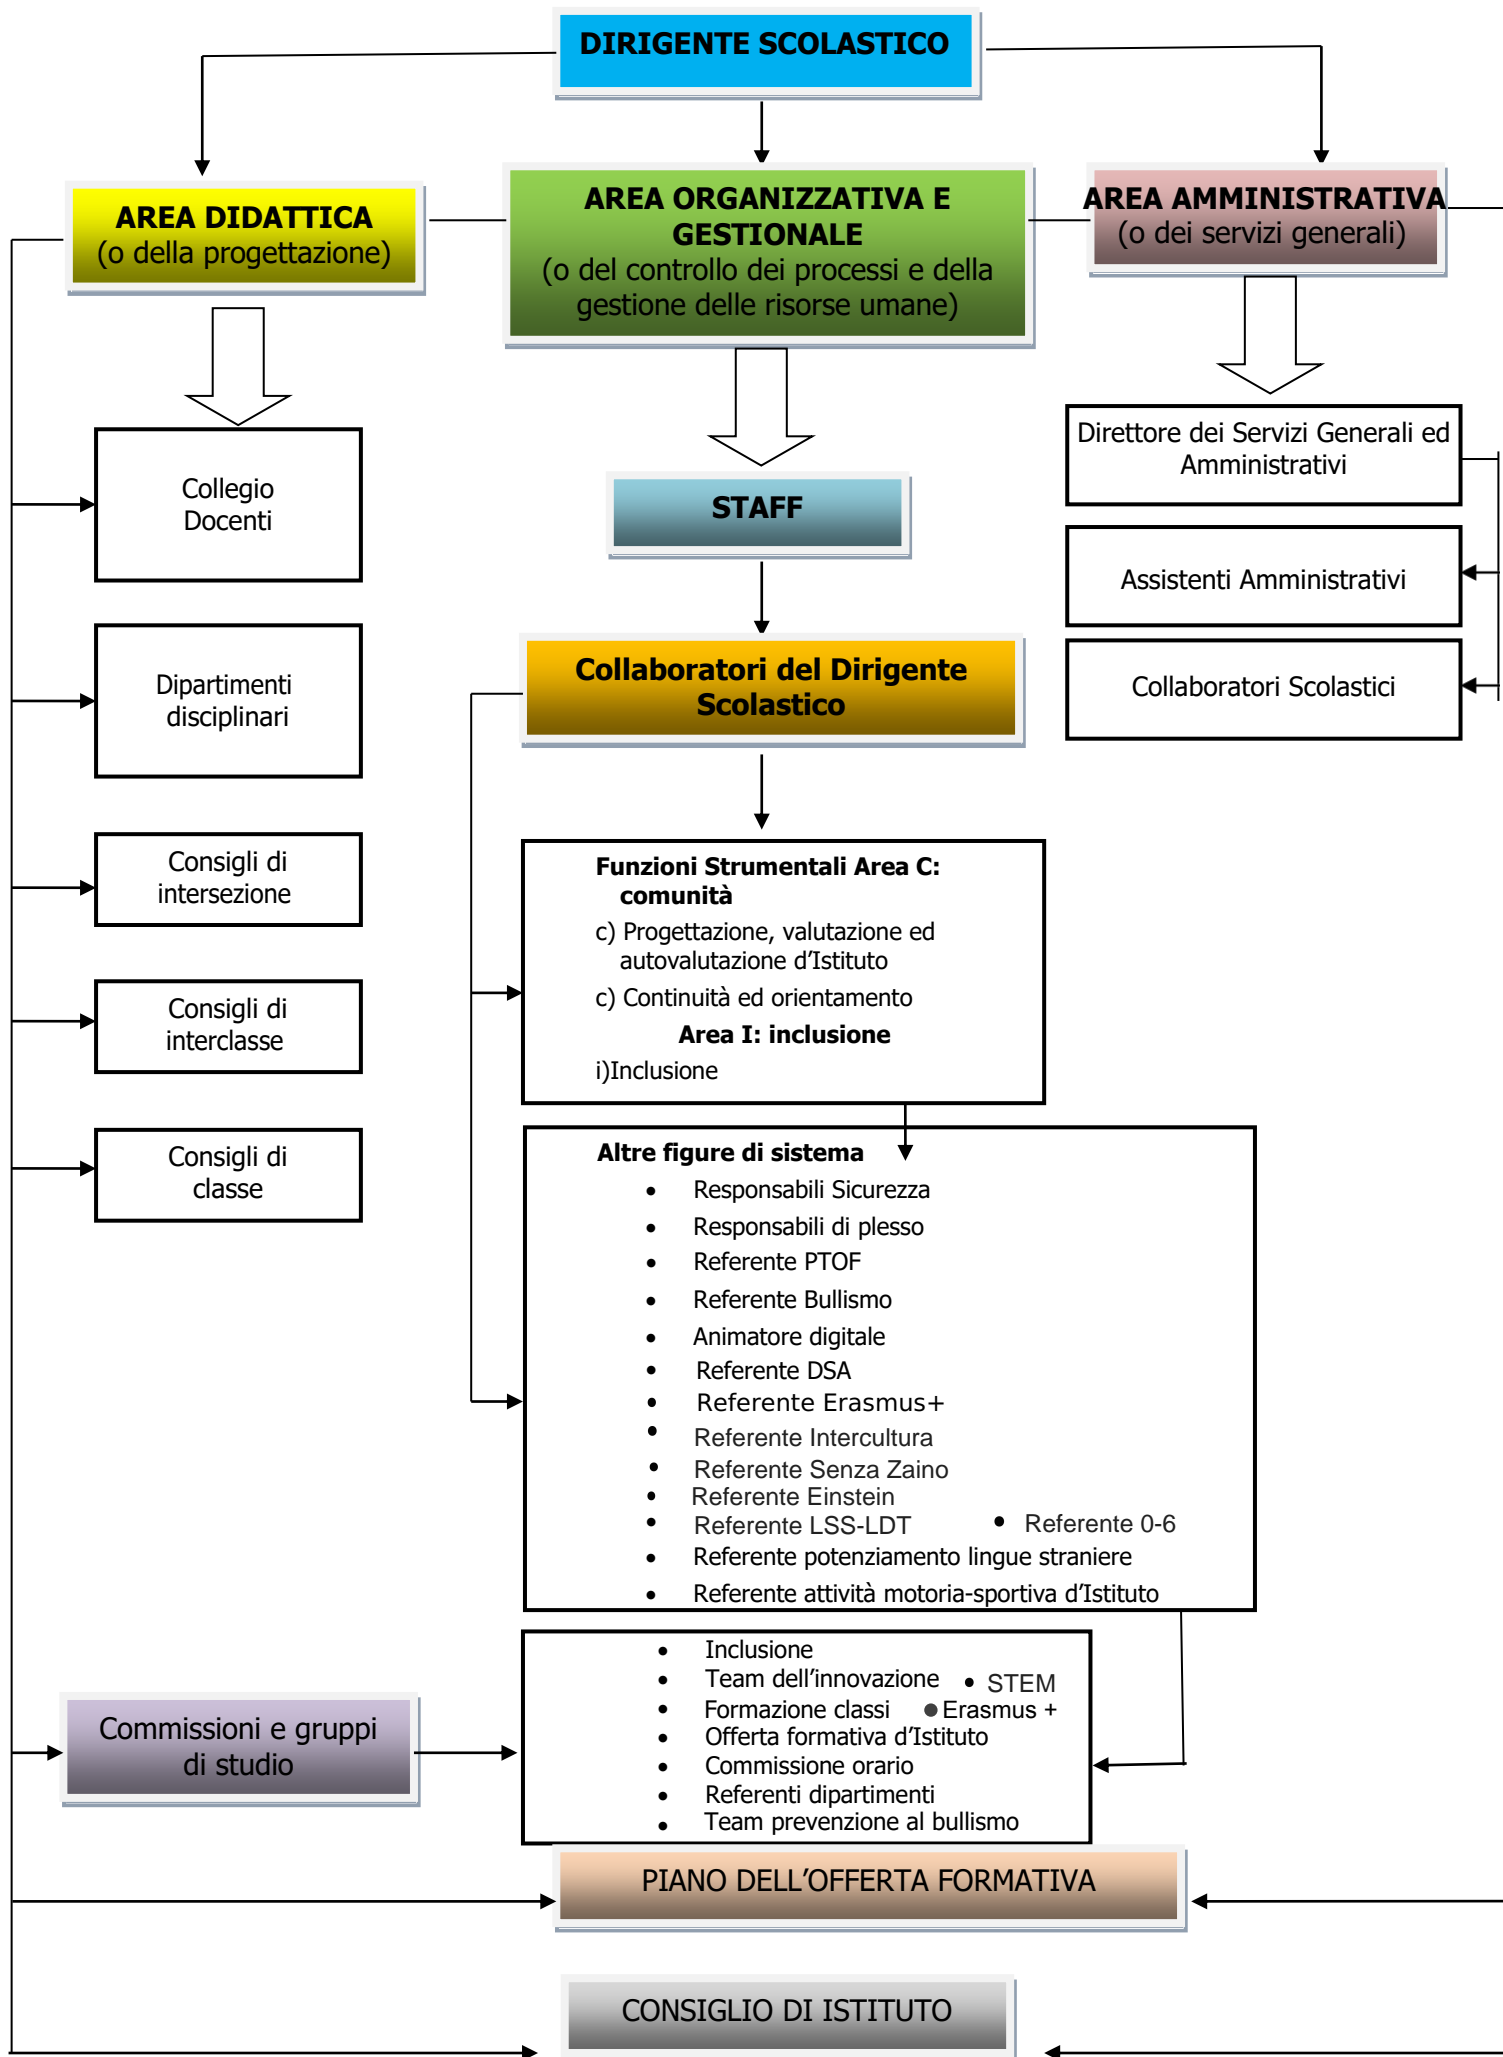 DIRIGENTE SCOLASTICO
AREA DIDATTICA
(o della progettazione)
AREA ORGANIZZATIVA E
GESTIONALE
(o del controllo dei processi e della
gestione delle risorse umane)
AREA AMMINISTRATIVA
(o dei servizi generali)
Collegio
Docenti
Dipartimenti
disciplinari
Consigli di
intersezione
Consigli di
interclasse
Consigli di
classe
STAFF
Collaboratori del Dirigente
Scolastico
Direttore dei Servizi Generali ed
Amministrativi
Assistenti Amministrativi
Collaboratori Scolastici
Funzioni Strumentali Area C:
comunità
c) Progettazione, valutazione ed
autovalutazione d’Istituto
c) Continuità ed orientamento
Area I: inclusione
i)Inclusione
Altre figure di sistema
• Responsabili Sicurezza
• Responsabili di plesso
• Referente PTOF
• Referente Bullismo
• Animatore digitale
• Referente DSA
• Referente Erasmus+
• Referente Intercultura
• Referente Senza Zaino
• Referente Einstein
• Referente LSS-LDT • Referente 0-6
• Referente potenziamento lingue straniere
• Referente attività motoria-sportiva d’Istituto
Commissioni e gruppi
di studio
• Inclusione
• Team dell’innovazione • STEM
• Formazione classi • Erasmus +
• Offerta formativa d’Istituto
• Commissione orario
• Referenti dipartimenti
• Team prevenzione al bullismo
PIANO DELL’OFFERTA FORMATIVA
CONSIGLIO DI ISTITUTO